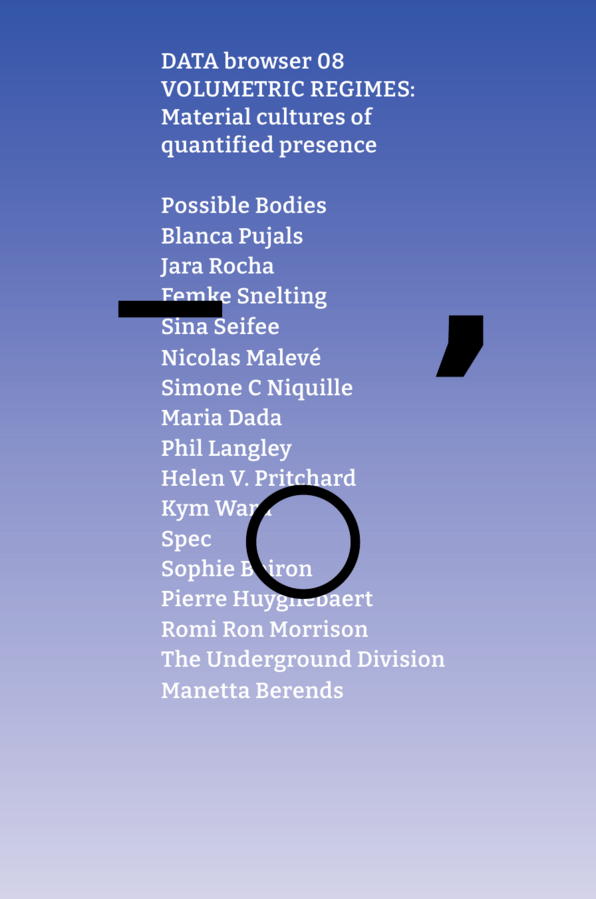 DATA browser 08
VOLUMETRIC REGIMES:
Material cultures of
quantified presence
Possible Bodies
Blanca Pujals
Jara Rocha
Femke Snelting
Sina Seifee
Nicolas Malevé
Simone C Niquille
Maria Dada
Phil Langley
Helen V. Pritchard
Kym Ward
Spec
Sophie Boiron
Pierre Huyghebaert
Romi Ron Morrison
The Underground Division
Manetta Berends